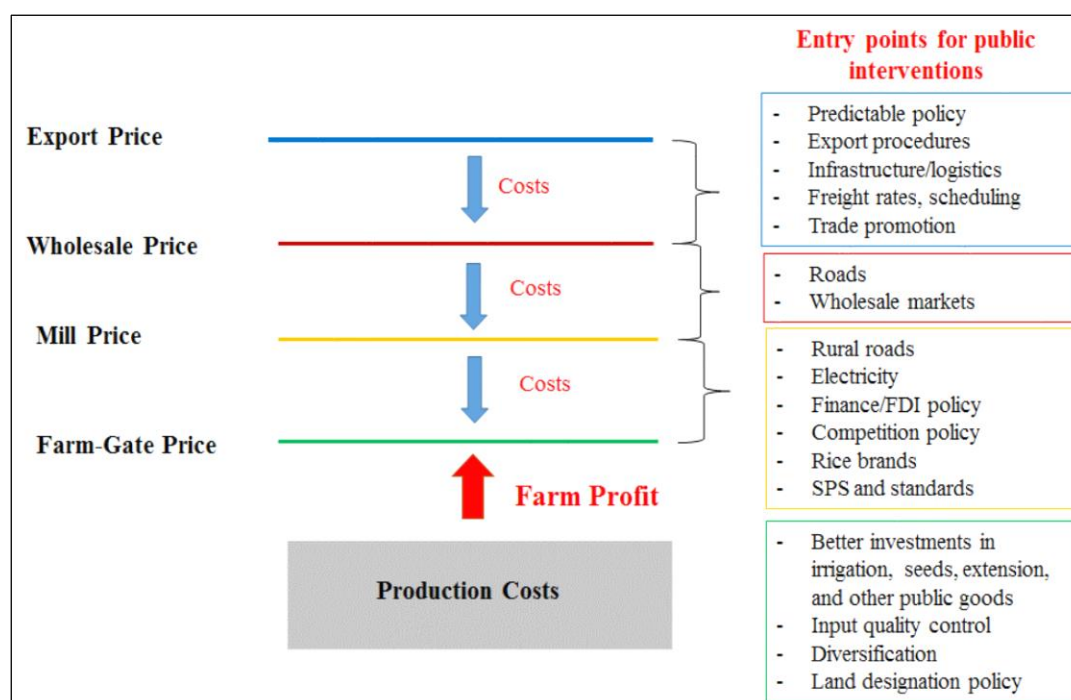 Entry points for public
interventions
Export Price
Costs
Wholesale Price
Costs
Mill Price
Costs
Farm-Gate Price
Farm Profit
Production Costs
- Predictable policy
- Export procedures
- Infrastructure/logistics
- Freight rates, scheduling
- Trade promotion
- Roads
- Wholesale markets
- Rural roads
- Electricity
- Finance/FDI policy
- Competition policy
- Rice brands
- SPS and standards
- Better investments in
irrigation, seeds, extension,
and other public goods
- Input quality control
- Diversification
- Land designation policy